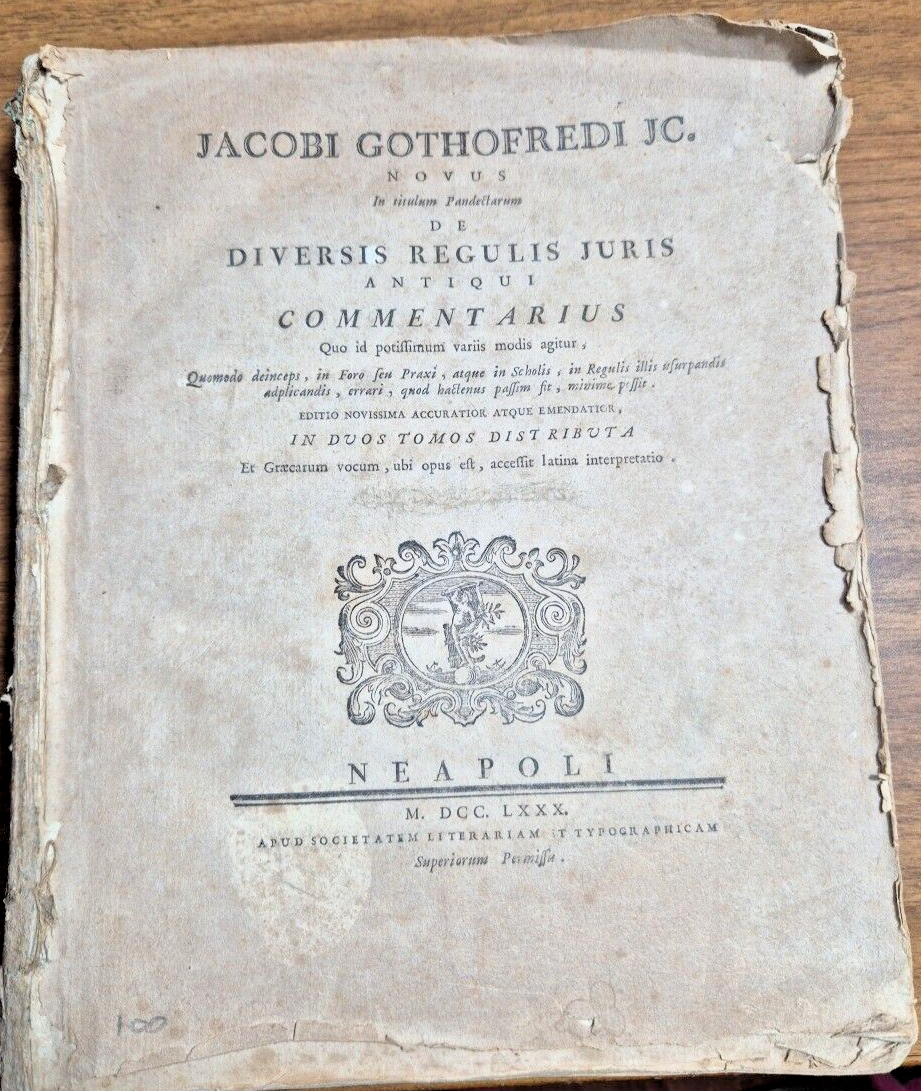 JACOBI GOTHOFREDI JC.
NOVUS
In titulum Pandectarum
DE
DIVERSIS REGULIS JURIS
ANTIQUI
COMMENTARIUS
Quo id potiſſimum variis modis agitur,
Quomodo deinceps, in Foro ſeu Praxi, atque in Scholis, in Regulis illis uſurpandis
adplicandis, errari, quod hactenus paſſim fit, minime poſſit.
EDITIO NOVISSIMA ACCURATIOR ATQUE EMENDATIOR,
IN DVOS TOMOS DISTRIBVTA
Et Græcarum vocum, ubi opus eſt, acceſſit latina interpretatio.
NEAPOLI
M. DCC. LXXX.
APUD SOCIETATEM LITERARIAM ET TYPOGRAPHICAM
Superiorum Permiſſu.
100